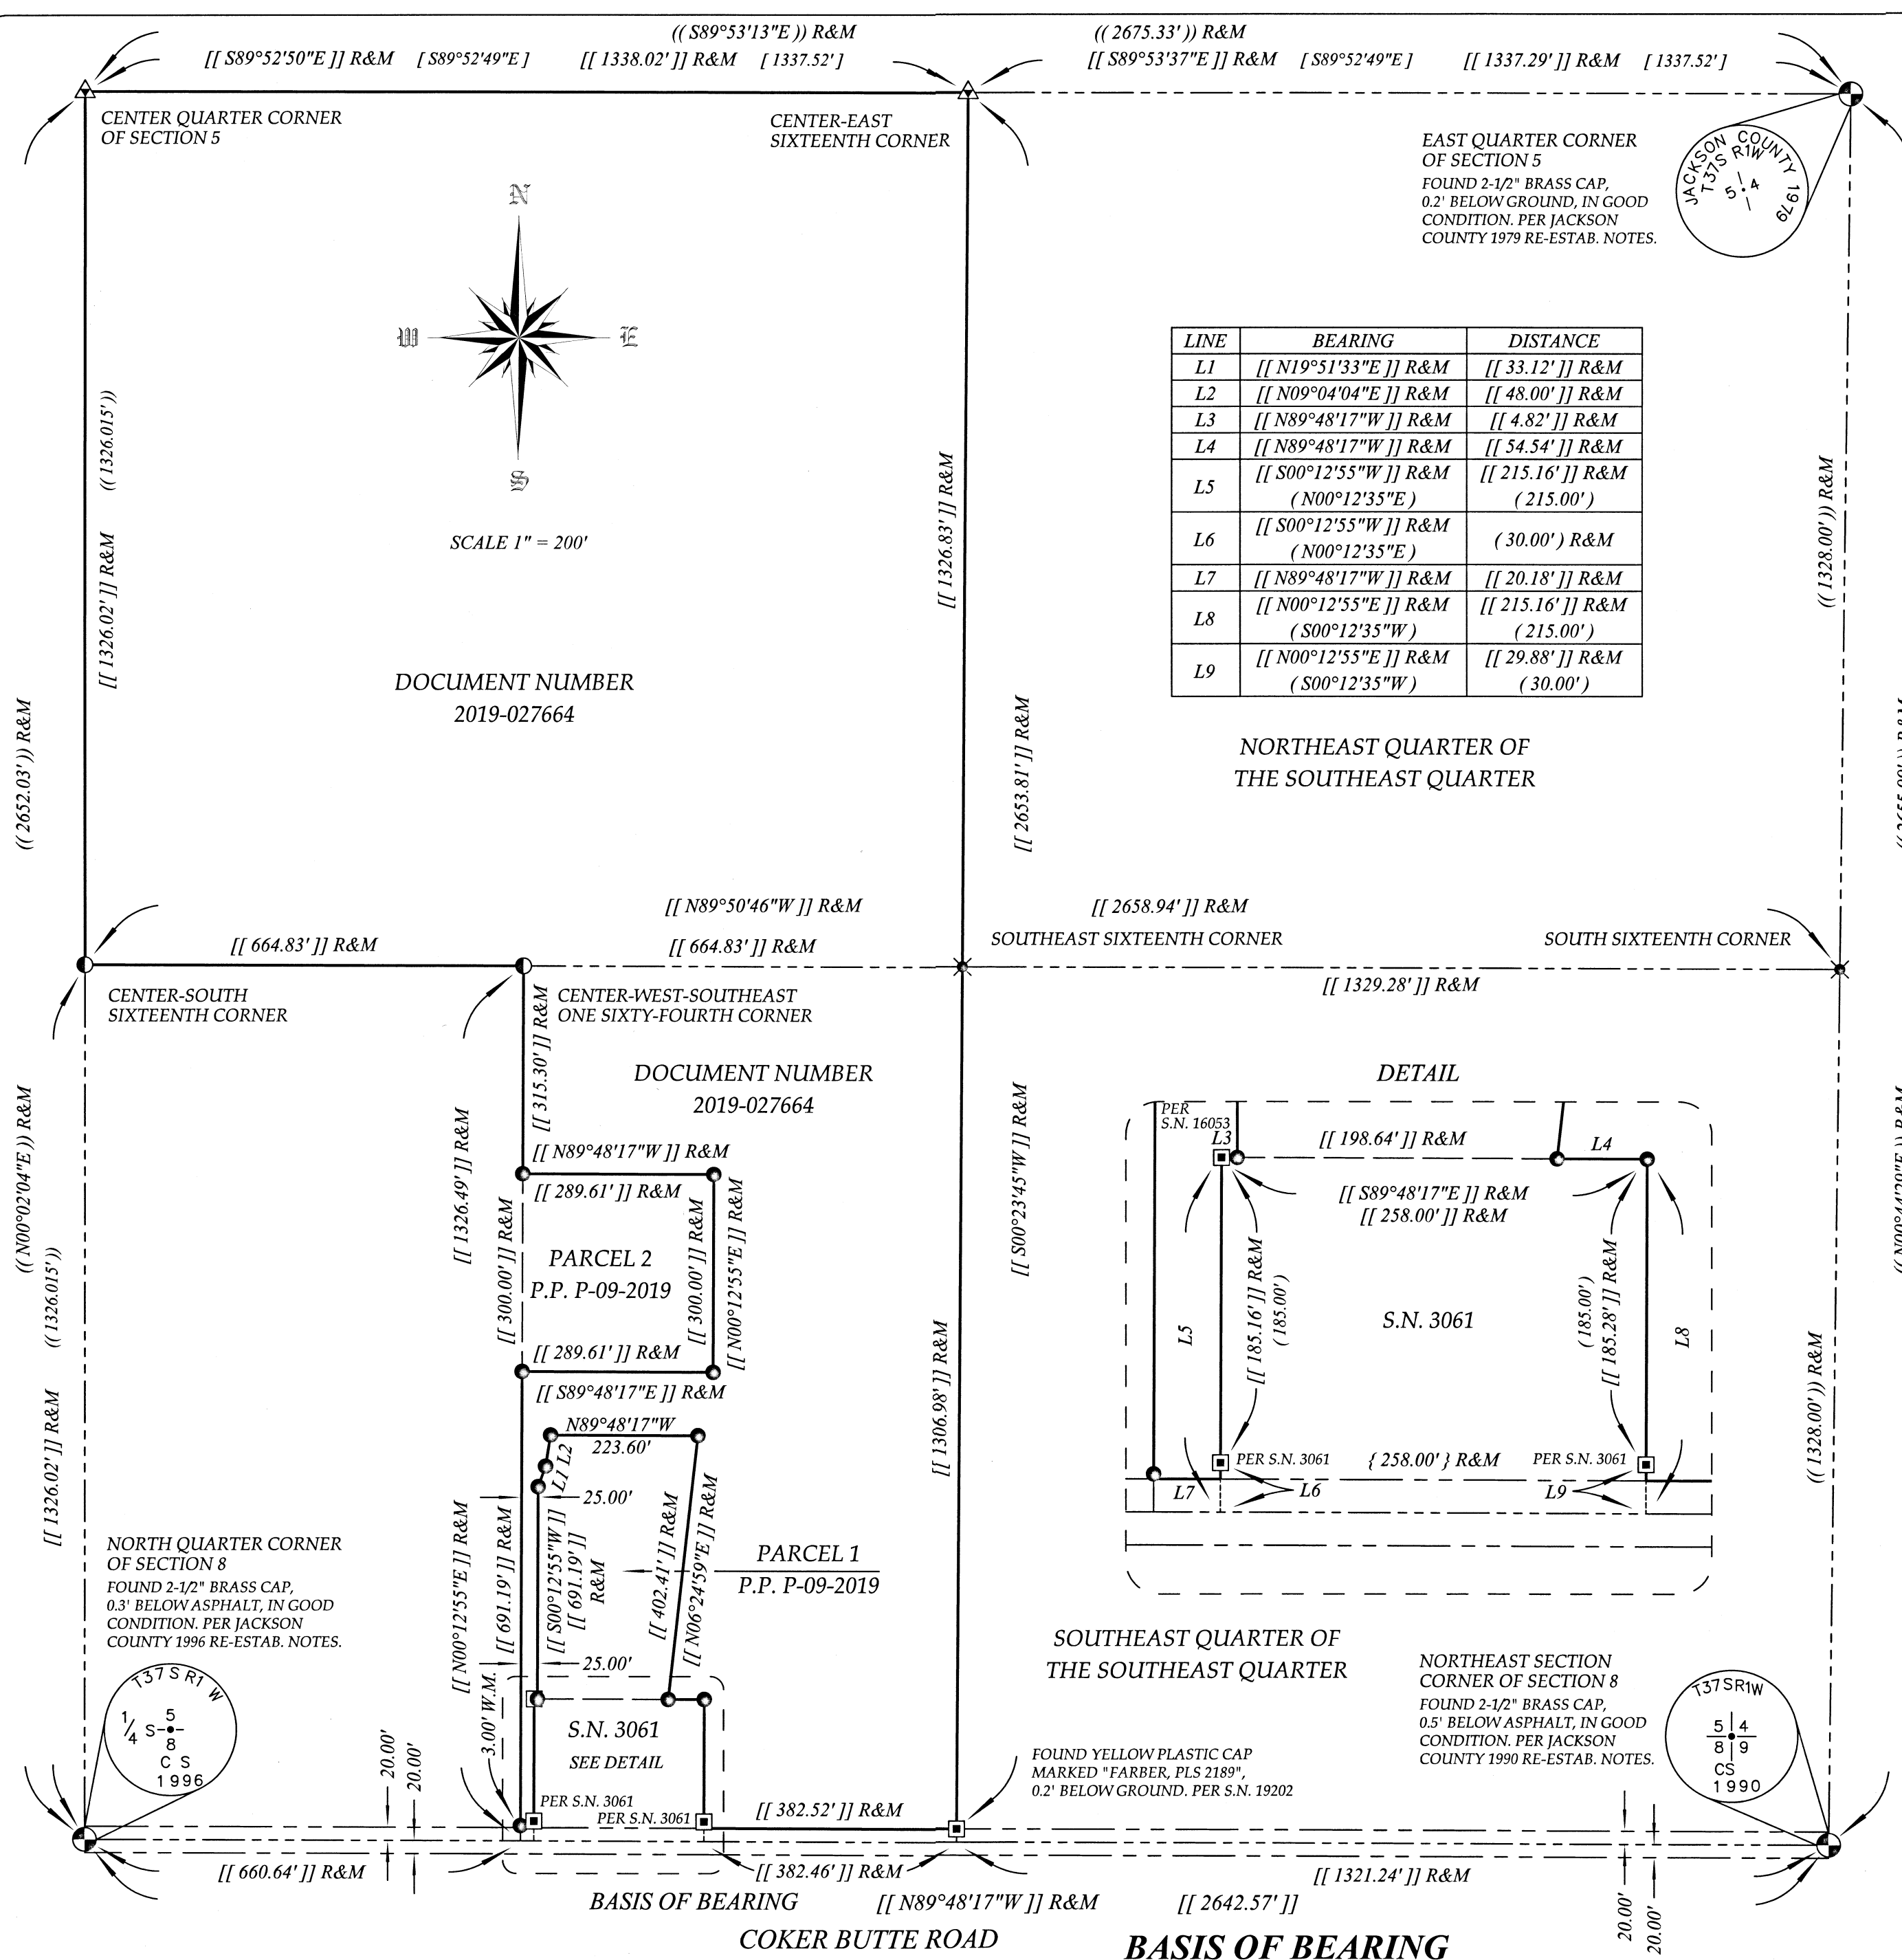 (( S89°53'13"E )) R&M (( 2675.33' )) R&M
[[ S89°52'50"E ]] R&M [ S89°52'49"E ] [[ 1338.02' ]] R&M [ 1337.52' ] [[ S89°53'37"E ]] R&M [ S89°52'49"E ] [[ 1337.29' ]] R&M [ 1337.52' ]
CENTER QUARTER CORNER
OF SECTION 5
CENTER-EAST
SIXTEENTH CORNER
EAST QUARTER CORNER
OF SECTION 5
FOUND 2-1/2" BRASS CAP,
0.2' BELOW GROUND, IN GOOD
CONDITION. PER JACKSON
COUNTY 1979 RE-ESTAB. NOTES.
JACKSON COUNTY 1979
T37S R1W
5 4
N
W E
S
SCALE 1" = 200'
LINE BEARING DISTANCE
L1 [[ N19°51'33"E ]] R&M [[ 33.12' ]] R&M
L2 [[ N09°04'04"E ]] R&M [[ 48.00' ]] R&M
L3 [[ N89°48'17"W ]] R&M [[ 4.82' ]] R&M
L4 [[ N89°48'17"W ]] R&M [[ 54.54' ]] R&M
L5 [[ S00°12'55"W ]] R&M [[ 215.16' ]] R&M
( N00°12'35"E ) ( 215.00' )
L6 [[ S00°12'55"W ]] R&M ( 30.00' ) R&M
( N00°12'35"E )
L7 [[ N89°48'17"W ]] R&M [[ 20.18' ]] R&M
L8 [[ N00°12'55"E ]] R&M [[ 215.16' ]] R&M
( S00°12'35"W ) ( 215.00' )
L9 [[ N00°12'55"E ]] R&M [[ 29.88' ]] R&M
( S00°12'35"W ) ( 30.00' )
(( 1326.015' ))
[[ 1326.02' ]] R&M
(( 2652.03' )) R&M
[[ 1326.83' ]] R&M
[[ 2653.81' ]] R&M
(( 1328.00' )) R&M
DOCUMENT NUMBER
2019-027664
NORTHEAST QUARTER OF
THE SOUTHEAST QUARTER
[[ N89°50'46"W ]] R&M [[ 2658.94' ]] R&M
[[ 664.83' ]] R&M [[ 664.83' ]] R&M
SOUTHEAST SIXTEENTH CORNER
SOUTH SIXTEENTH CORNER
[[ 1329.28' ]] R&M
CENTER-SOUTH
SIXTEENTH CORNER
CENTER-WEST-SOUTHEAST
ONE SIXTY-FOURTH CORNER
[[ 315.30' ]] R&M
DOCUMENT NUMBER
2019-027664
(( N00°02'04"E )) R&M
(( 1326.015' ))
[[ 1326.02' ]] R&M
[[ 1326.49' ]] R&M
[[ N89°48'17"W ]] R&M
[[ 289.61' ]] R&M
[[ 300.00' ]] R&M
PARCEL 2
P.P. P-09-2019
[[ 300.00' ]] R&M
[[ N00°12'55"E ]] R&M
[[ 289.61' ]] R&M
[[ S89°48'17"E ]] R&M
[[ S00°23'45"W ]] R&M
[[ 1306.98' ]] R&M
DETAIL
PER
S.N. 16053
L3
[[ 198.64' ]] R&M
L4
[[ S89°48'17"E ]] R&M
[[ 258.00' ]] R&M
L5
[[ 185.16' ]] R&M
( 185.00' )
S.N. 3061
( 185.00' )
[[ 185.28' ]] R&M
L8
PER S.N. 3061
{ 258.00' } R&M
PER S.N. 3061
L7
L6
L9
(( 1328.00' )) R&M
N89°48'17"W
223.60'
L1
L2
25.00'
[[ N00°12'55"E ]] R&M
[[ 691.19' ]] R&M
[[ S00°12'55"W ]]
[[ 691.19' ]]
R&M
[[ 402.41' ]] R&M
[[ N06°24'59"E ]] R&M
PARCEL 1
P.P. P-09-2019
25.00'
3.00' W.M.
NORTH QUARTER CORNER
OF SECTION 8
FOUND 2-1/2" BRASS CAP,
0.3' BELOW ASPHALT, IN GOOD
CONDITION. PER JACKSON
COUNTY 1996 RE-ESTAB. NOTES.
T37S R1 W
1/4 S 5
8
C S
1996
20.00'
20.00'
S.N. 3061
SEE DETAIL
PER S.N. 3061
PER S.N. 3061
[[ 382.52' ]] R&M
SOUTHEAST QUARTER OF
THE SOUTHEAST QUARTER
FOUND YELLOW PLASTIC CAP
MARKED "FARBER, PLS 2189",
0.2' BELOW GROUND. PER S.N. 19202
NORTHEAST SECTION
CORNER OF SECTION 8
FOUND 2-1/2" BRASS CAP,
0.5' BELOW ASPHALT, IN GOOD
CONDITION. PER JACKSON
COUNTY 1990 RE-ESTAB. NOTES.
T37SR1W
5 4
8 9
CS
1990
20.00'
20.00'
[[ 660.64' ]] R&M [[ 382.46' ]] R&M [[ 1321.24' ]] R&M
BASIS OF BEARING [[ N89°48'17"W ]] R&M [[ 2642.57' ]]
COKER BUTTE ROAD
BASIS OF BEARING